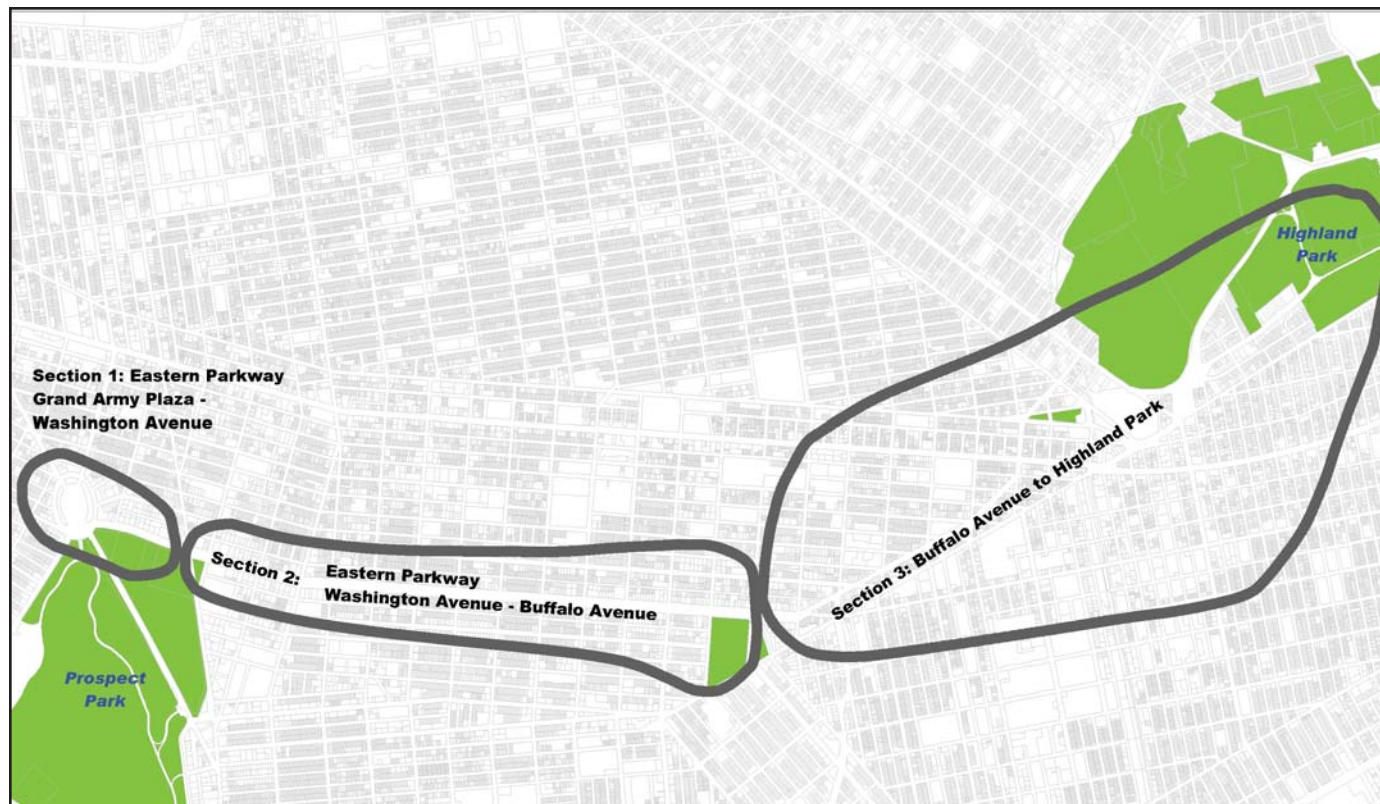 Highland
Park
Section 1: Eastern Parkway
Grand Army Plaza -
Washington Avenue
Section 2: Eastern Parkway
Washington Avenue - Buffalo Avenue
Section 3: Buffalo Avenue to Highland Park
Prospect
Park